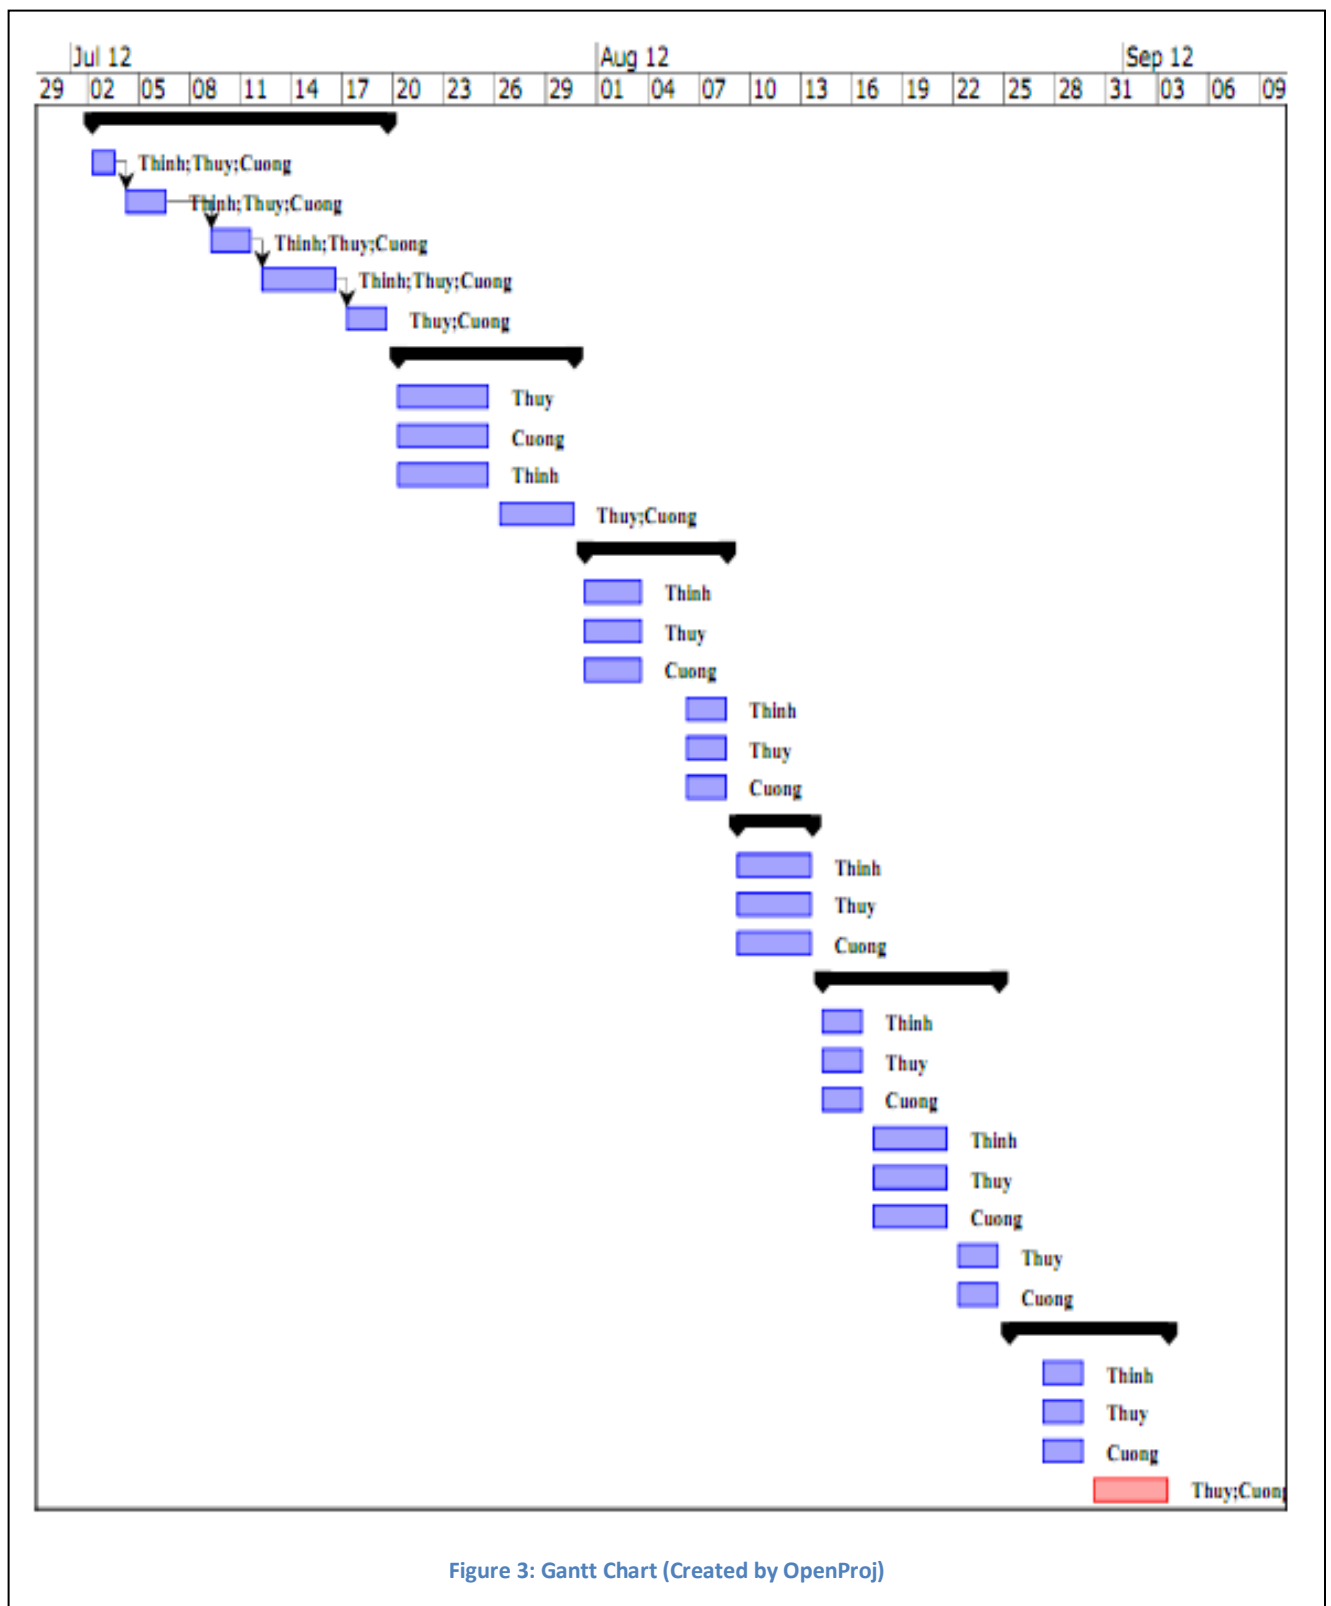 Jul 12 Aug 12 Sep 12
29 02 05 08 11 14 17 20 23 26 29 01 04 07 10 13 16 19 22 25 28 31 03 06 09
Thinh;Thuy;Cuong
Thinh;Thuy;Cuong
Thinh;Thuy;Cuong
Thinh;Thuy;Cuong
Thuy;Cuong
Thuy
Cuong
Thinh
Thuy;Cuong
Thinh
Thuy
Cuong
Thinh
Thuy
Cuong
Thinh
Thuy
Cuong
Thinh
Thuy
Cuong
Thinh
Thuy
Cuong
Thuy
Cuong
Thinh
Thuy
Cuong
Thuy;Cuong
Figure 3: Gantt Chart (Created by OpenProj)